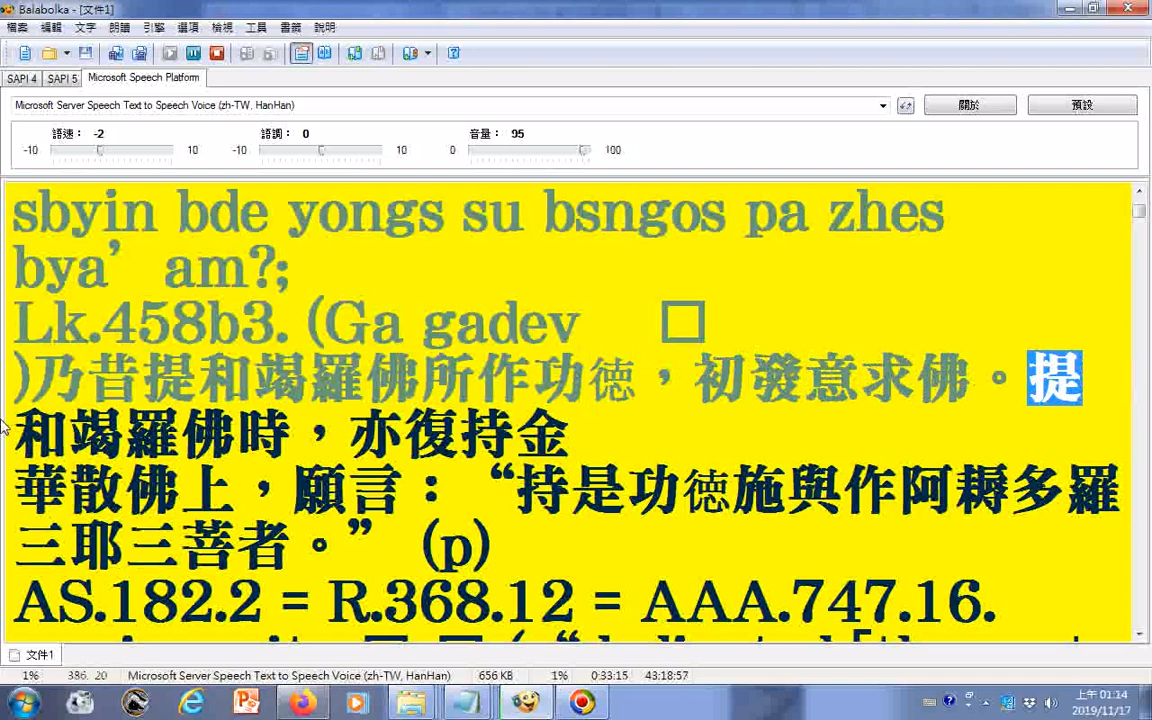 Balabolka - [文件1]
檔案 編輯 文字 朗讀 引擎 選項 檢視 工具 書籤 說明
SAPI 4 SAPI 5 Microsoft Speech Platform
Microsoft Server Speech Text to Speech Voice (zh-TW, HanHan) 關於 預設
語速： -2 語調： 0 音量： 95
-10 10 -10 10 0 100
sbyin bde yongs su bsngos pa zhes
bya’ am?;
Lk.458b3. (Ga gadev □
)乃昔提和竭羅佛所作功徳，初發意求佛。提
和竭羅佛時，亦復持金
華散佛上，願言：“持是功徳施與作阿耨多羅
三耶三菩者。” (p)
AS.182.2 = R.368.12 = AAA.747.16.
文件1
1% 386, 20 Microsoft Server Speech Text to Speech Voice (zh-TW, HanHan) 656 KB 1% 0:33:15 43:18:57
上午 01:14
2019/11/17